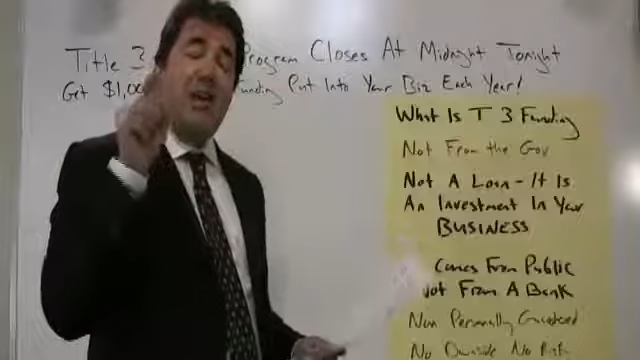 Title 3 Program Closes At Midnight Tonight
Get $1,00 Funding Put Into Your Biz Each Year!
What Is T 3 Funding
Not From the Gov
Not A Loan - It Is
An Investment In Your
BUSINESS
Comes From Public
Not From A Bank
Non Personally Guaranteed
No Downside No Risk